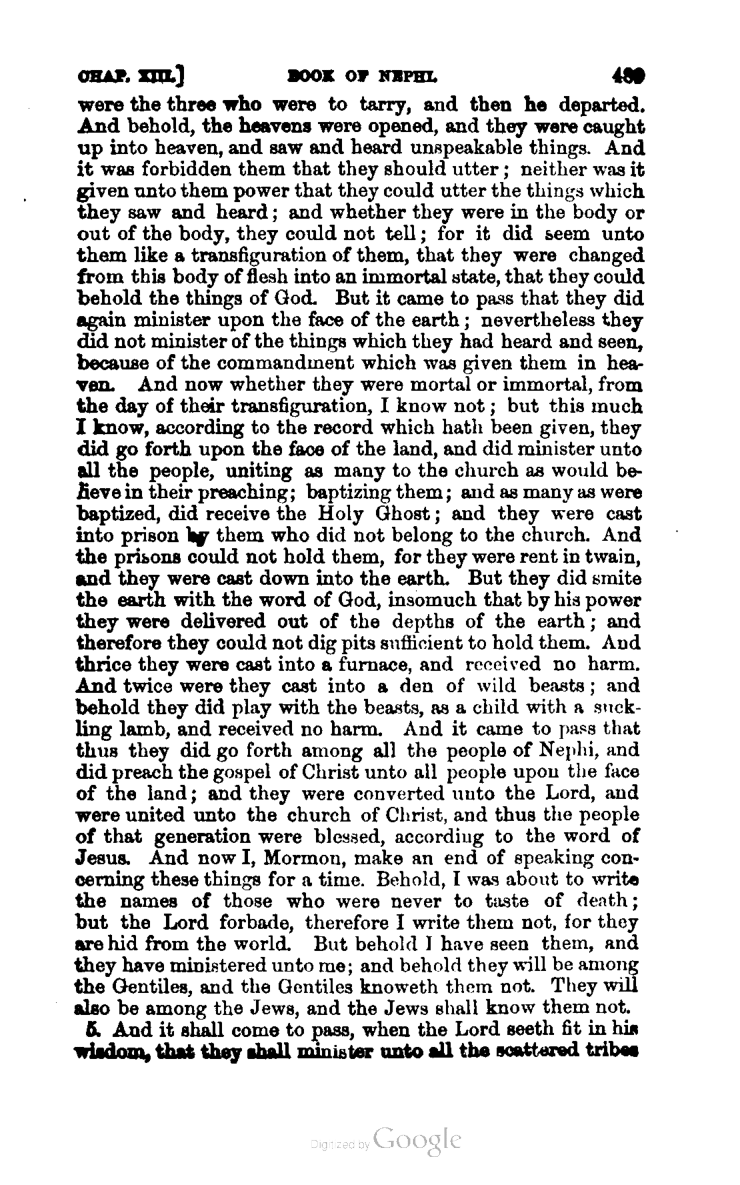 CHAP. XIII.] BOOK OF NEPHI. 489
were the three who were to tarry, and then he departed.
And behold, the heavens were opened, and they were caught
up into heaven, and saw and heard unspeakable things. And
it was forbidden them that they should utter; neither was it
given unto them power that they could utter the things which
they saw and heard; and whether they were in the body or
out of the body, they could not tell; for it did seem unto
them like a transfiguration of them, that they were changed
from this body of flesh into an immortal state, that they could
behold the things of God. But it came to pass that they did
again minister upon the face of the earth; nevertheless they
did not minister of the things which they had heard and seen,
because of the commandment which was given them in hea-
ven. And now whether they were mortal or immortal, from
the day of their transfiguration, I know not; but this much
I know, according to the record which hath been given, they
did go forth upon the face of the land, and did minister unto
all the people, uniting as many to the church as would be-
lieve in their preaching; baptizing them; and as many as were
baptized, did receive the Holy Ghost; and they were cast
into prison by them who did not belong to the church. And
the prisons could not hold them, for they were rent in twain,
and they were cast down into the earth. But they did smite
the earth with the word of God, insomuch that by his power
they were delivered out of the depths of the earth; and
therefore they could not dig pits sufficient to hold them. And
thrice they were cast into a furnace, and received no harm.
And twice were they cast into a den of wild beasts; and
behold they did play with the beasts, as a child with a suck-
ling lamb, and received no harm. And it came to pass that
thus they did go forth among all the people of Nephi, and
did preach the gospel of Christ unto all people upon the face
of the land; and they were converted unto the Lord, and
were united unto the church of Christ, and thus the people
of that generation were blessed, according to the word of
Jesus. And now I, Mormon, make an end of speaking con-
cerning these things for a time. Behold, I was about to write
the names of those who were never to taste of death;
but the Lord forbade, therefore I write them not, for they
are hid from the world. But behold I have seen them, and
they have ministered unto me; and behold they will be among
the Gentiles, and the Gentiles knoweth them not. They will
also be among the Jews, and the Jews shall know them not.
5. And it shall come to pass, when the Lord seeth fit in his
wisdom, that they shall minister unto all the scattered tribes
Digitized by Google